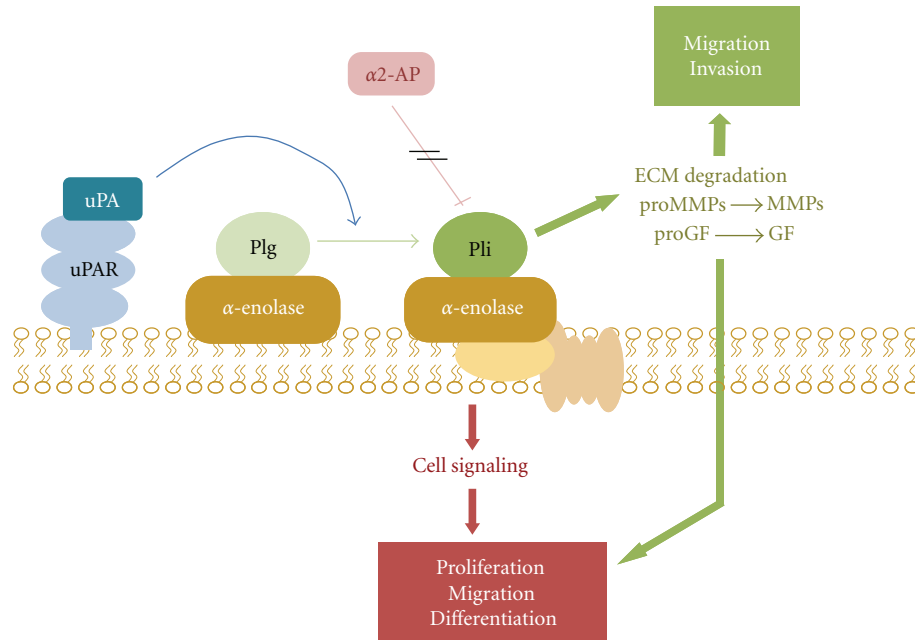 Migration
Invasion
α2-AP
ECM degradation
proMMPs → MMPs
proGF → GF
uPA
uPAR
Plg
Pli
α-enolase
α-enolase
Cell signaling
Proliferation
Migration
Differentiation